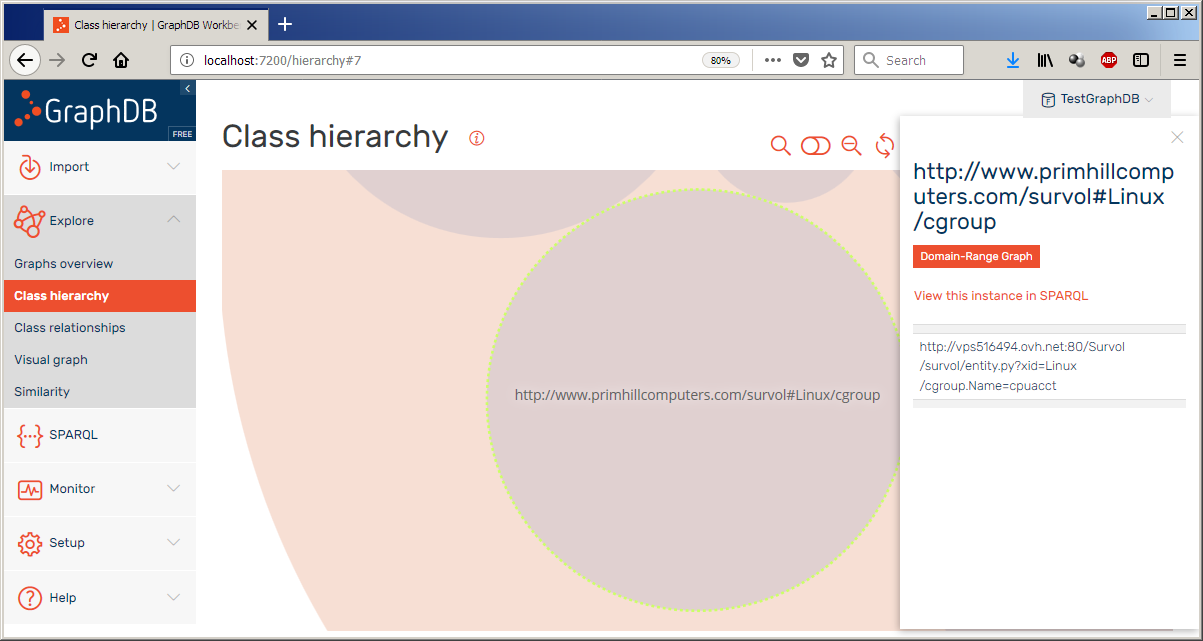 Class hierarchy | GraphDB Workbe
localhost:7200/hierarchy#7
80%
Search
ABP
GraphDB
FREE
TestGraphDB
Import
Explore
Graphs overview
Class hierarchy
Class relationships
Visual graph
Similarity
SPARQL
Monitor
Setup
Help
Class hierarchy
http://www.primhillcomputers.com/survol#Linux/cgroup
http://www.primhillcomp
uters.com/survol#Linux
/cgroup
Domain-Range Graph
View this instance in SPARQL
http://vps516494.ovh.net:80/Survol
/survol/entity.py?xid=Linux
/cgroup.Name=cpuacct